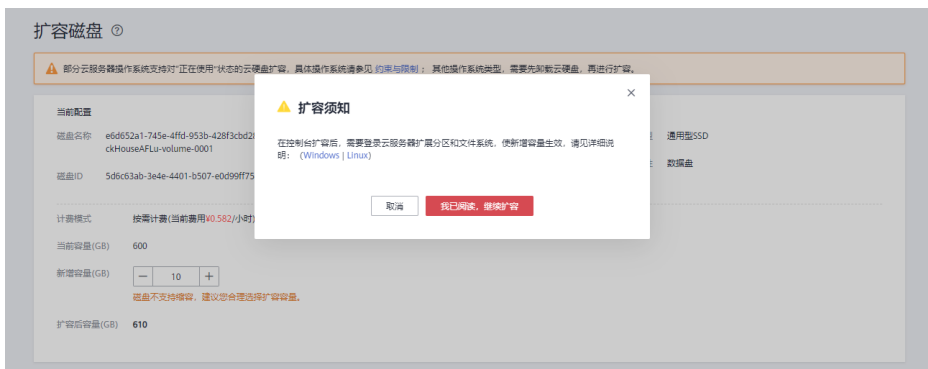 扩容磁盘
部分云服务器操作系统支持对“正在使用”状态的云硬盘扩容，具体操作系统请参见 约束与限制； 其他操作系统类型，需要先卸载云硬盘，再进行扩容。
当前配置
磁盘名称 e6d652a1-745e-4ffd-953b-428f3cbd28
ckHouseAFLu-volume-0001
通用型SSD
磁盘ID 5d6c63ab-3e4e-4401-b507-e0d99ff75
数据盘
扩容须知
在控制台扩容后，需要登录云服务器扩展分区和文件系统，使新增容量生效，请见详细说
明： （Windows | Linux）
取消 我已阅读，继续扩容
计费模式 按需计费(当前费用¥0.582/小时)
当前容量(GB) 600
新增容量(GB) — 10 +
磁盘不支持缩容，建议您合理选择扩容容量。
扩容后容量(GB) 610